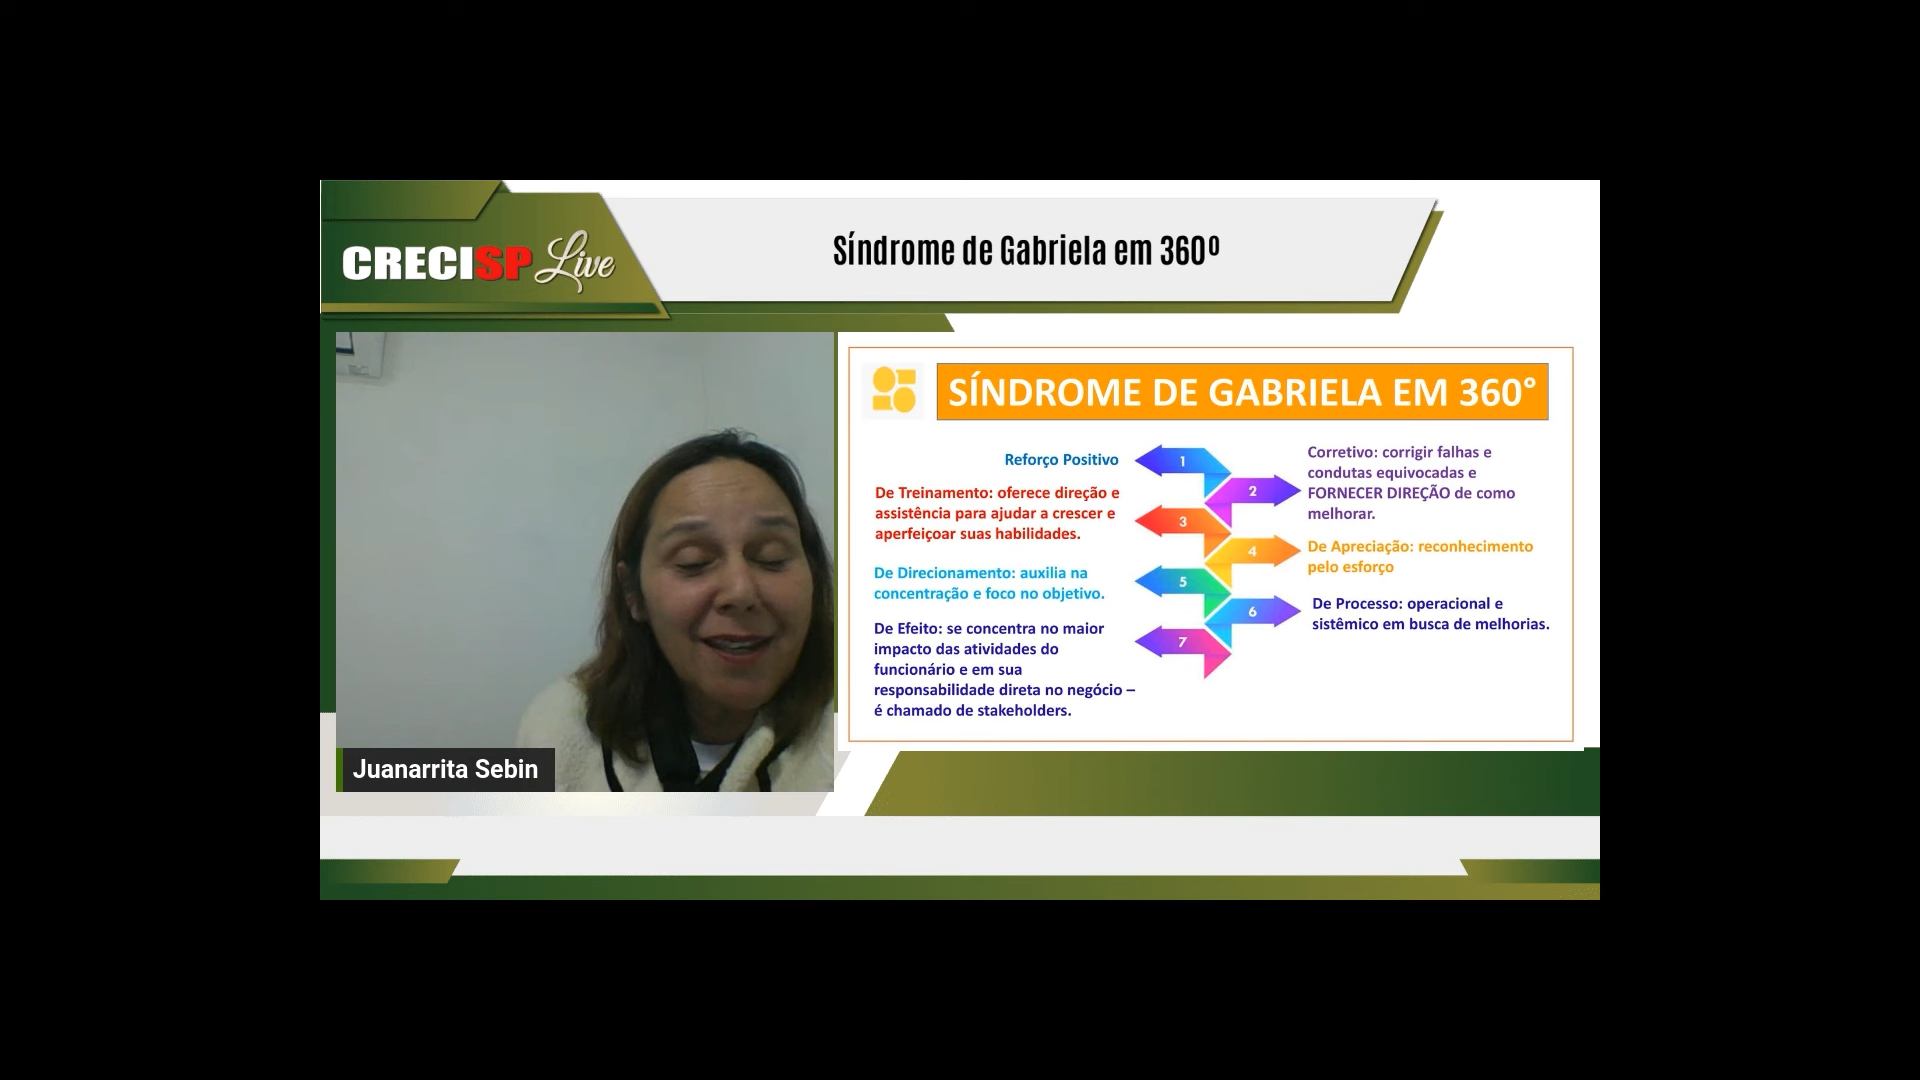 CRECISP Live
Síndrome de Gabriela em 360º
SÍNDROME DE GABRIELA EM 360°
Reforço Positivo
1
Corretivo: corrigir falhas e
condutas equivocadas e
FORNECER DIREÇÃO de como
melhorar.
2
De Treinamento: oferece direção e
assistência para ajudar a crescer e
aperfeiçoar suas habilidades.
3
De Apreciação: reconhecimento
pelo esforço
4
De Direcionamento: auxilia na
concentração e foco no objetivo.
5
De Processo: operacional e
sistêmico em busca de melhorias.
6
De Efeito: se concentra no maior
impacto das atividades do
funcionário e em sua
responsabilidade direta no negócio –
é chamado de stakeholders.
7
Juanarrita Sebin